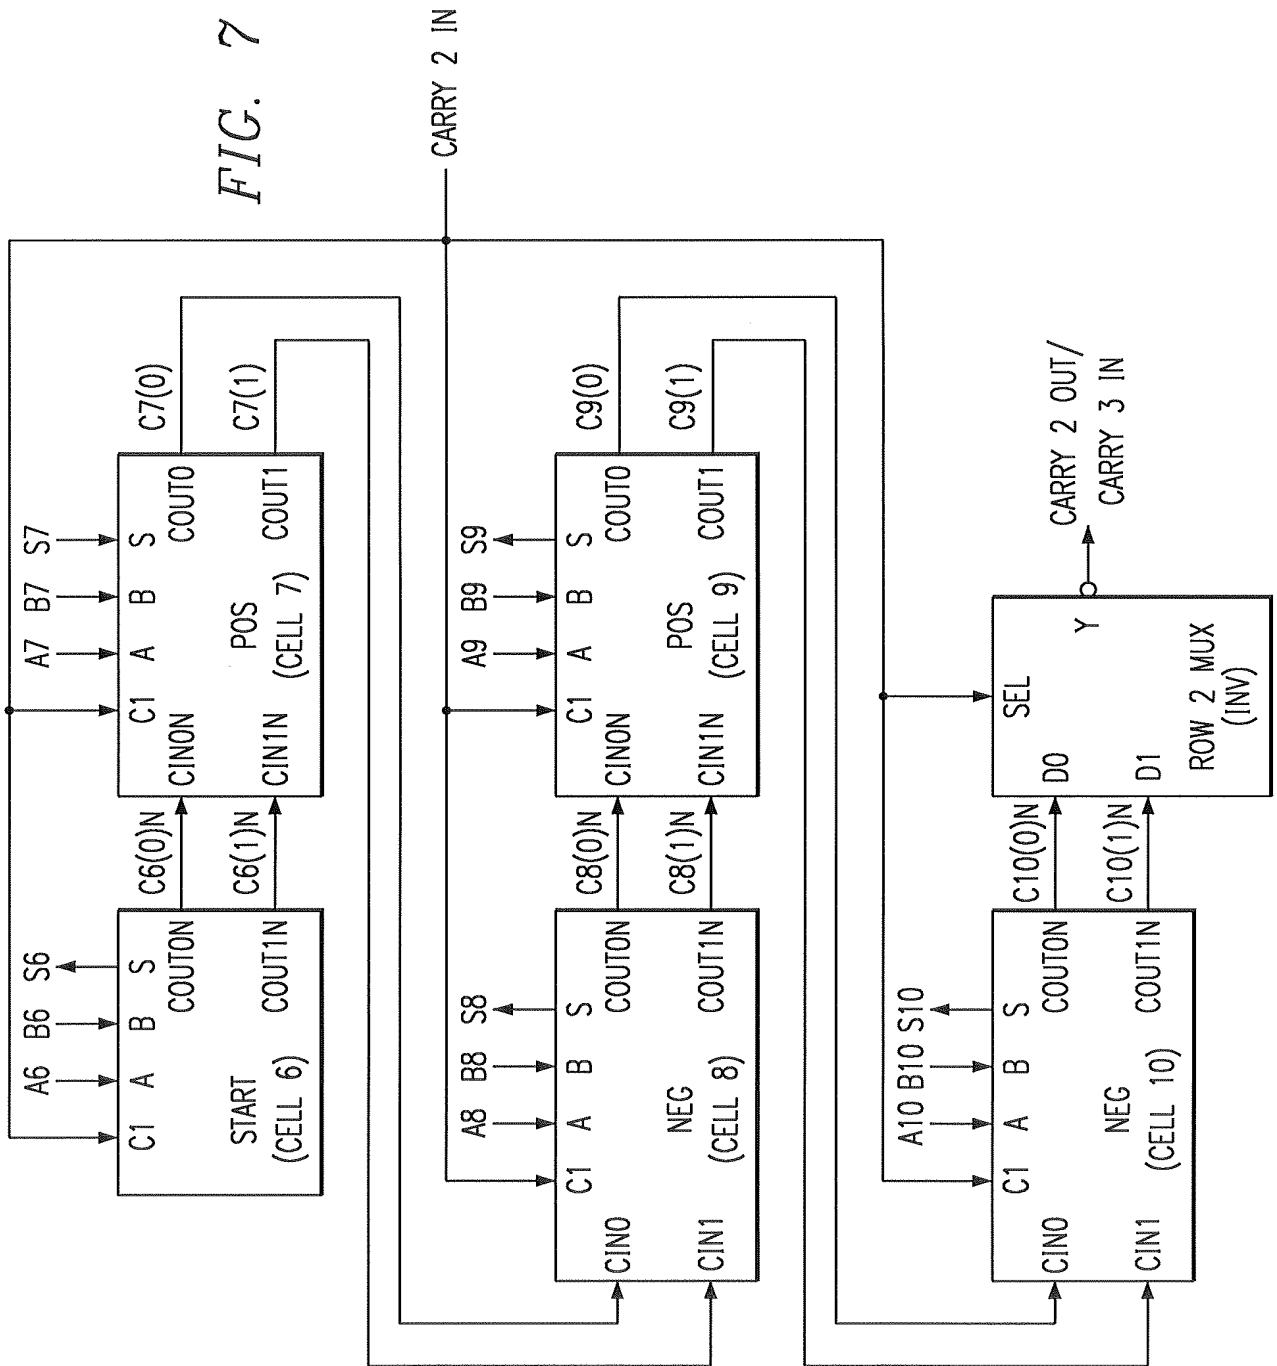 FIG. 7
CARRY 2 IN
A6 B6 S6
C1 A B S
START
(CELL 6)
COUT0N
COUT1N
C6(0)N
C6(1)N
A7 B7 S7
C1 A B S
CIN0N
CIN1N
POS
(CELL 7)
COUT0
COUT1
C7(0)
C7(1)
A8 B8 S8
C1 A B S
CIN0
CIN1
NEG
(CELL 8)
COUT0N
COUT1N
C8(0)N
C8(1)N
A9 B9 S9
C1 A B S
CIN0N
CIN1N
POS
(CELL 9)
COUT0
COUT1
C9(0)
C9(1)
A10 B10 S10
C1 A B S
CIN0
CIN1
NEG
(CELL 10)
COUT0N
COUT1N
C10(0)N
C10(1)N
SEL
D0
D1
Y
ROW 2 MUX
(INV)
CARRY 2 OUT/
CARRY 3 IN